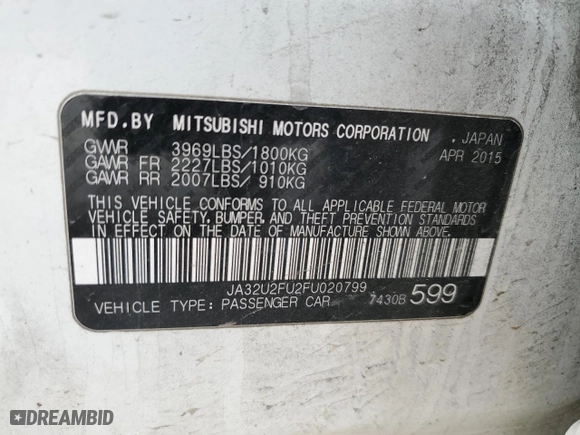 MFD.BY MITSUBISHI MOTORS CORPORATION , JAPAN
GVWR 3969LBS/1800KG APR 2015
GAWR FR 2227LBS/1010KG
GAWR RR 2007LBS/ 910KG
THIS VEHICLE CONFORMS TO ALL APPLICABLE FEDERAL MOTOR
VEHICLE SAFETY, BUMPER, AND THEFT PREVENTION STANDARDS
IN EFFECT ON THE DATE OF MANUFACTURE SHOWN ABOVE.
JA32U2FU2FU020799
VEHICLE TYPE: PASSENGER CAR 7430B 599
DREAMBID